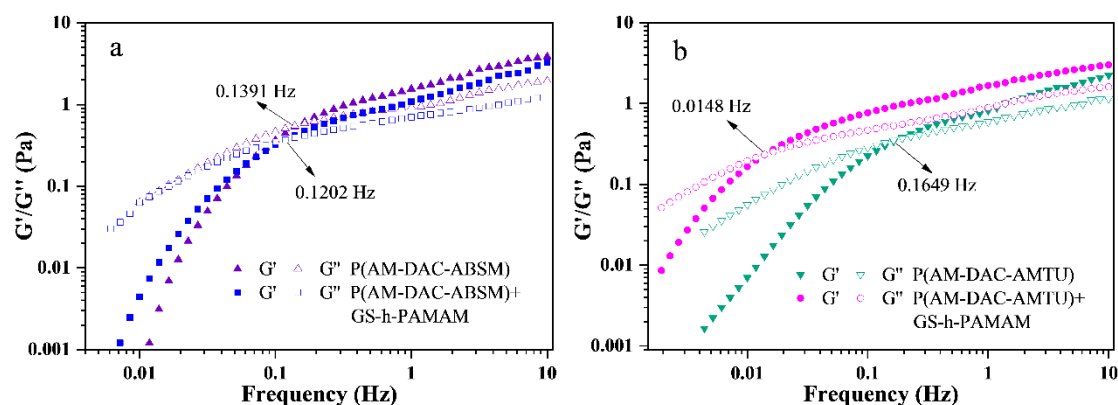 a
G'/G'' (Pa)
10
1
0.1
0.01
0.001
0.1391 Hz
0.1202 Hz
G' G'' P(AM-DAC-ABSM)
G' G'' P(AM-DAC-ABSM)+
GS-h-PAMAM
0.01 0.1 1 10
Frequency (Hz)
b
G'/G'' (Pa)
10
1
0.1
0.01
0.001
0.0148 Hz
0.1649 Hz
G' G'' P(AM-DAC-AMTU)
G' G'' P(AM-DAC-AMTU)+
GS-h-PAMAM
0.01 0.1 1 10
Frequency (Hz)